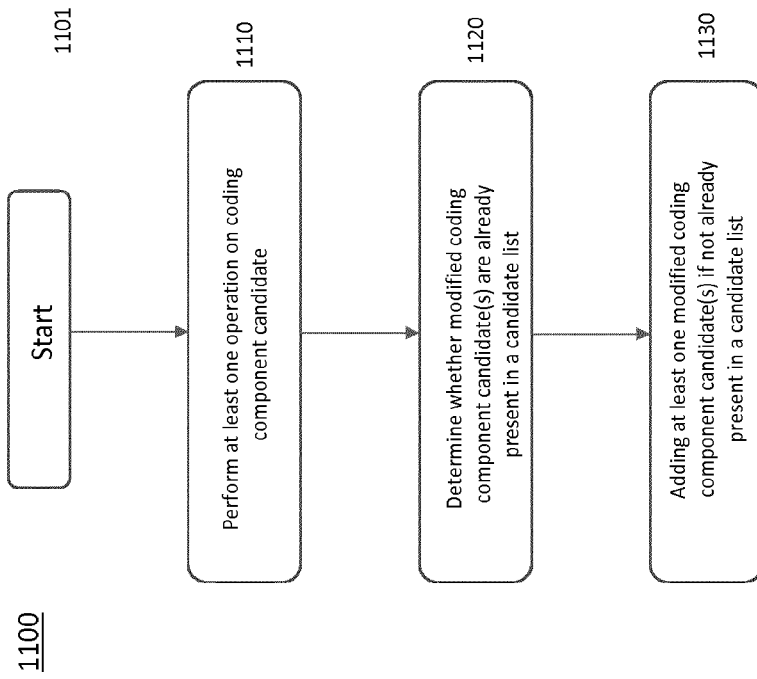 1100
Start
1101
Perform at least one operation on coding
component candidate
1110
Determine whether modified coding
component candidate(s) are already
present in a candidate list
1120
Adding at least one modified coding
component candidate(s) if not already
present in a candidate list
1130